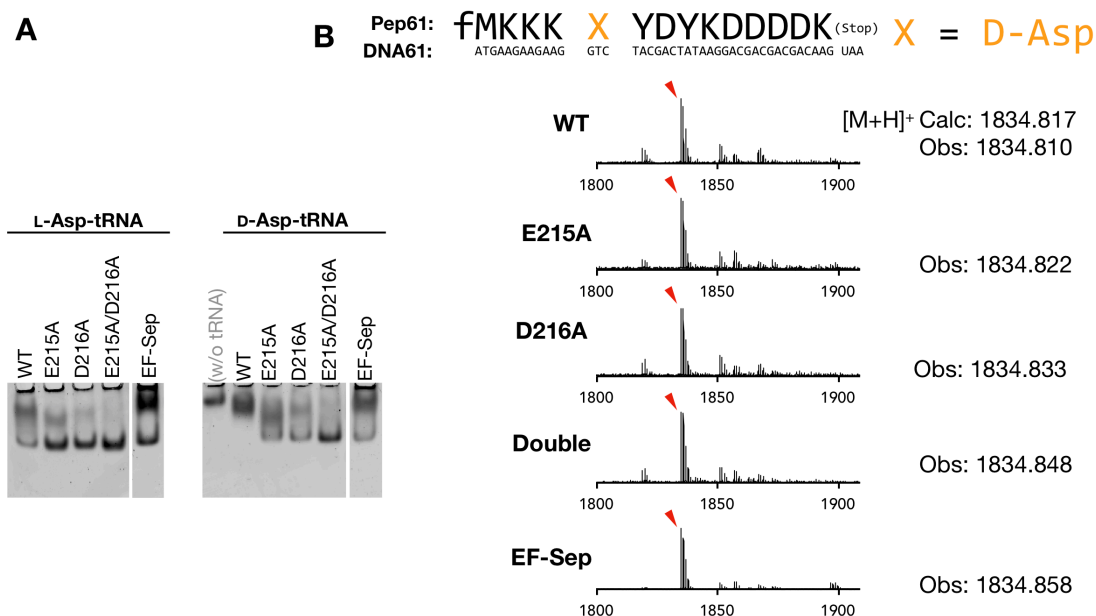 A
L-Asp-tRNA
D-Asp-tRNA
WT
E215A
D216A
E215A/D216A
EF-Sep
(w/o tRNA)
WT
E215A
D216A
E215A/D216A
EF-Sep
B
Pep61: fMKKK X YDYKDDDDK(Stop)
DNA61: ATGAAGAAGAAG GTC TACGACTATAAGGACGACGACGACAAG UAA
X = D-Asp
WT
[M+H]+ Calc: 1834.817
Obs: 1834.810
1800 1850 1900
E215A
Obs: 1834.822
1800 1850 1900
D216A
Obs: 1834.833
1800 1850 1900
Double
Obs: 1834.848
1800 1850 1900
EF-Sep
Obs: 1834.858
1800 1850 1900